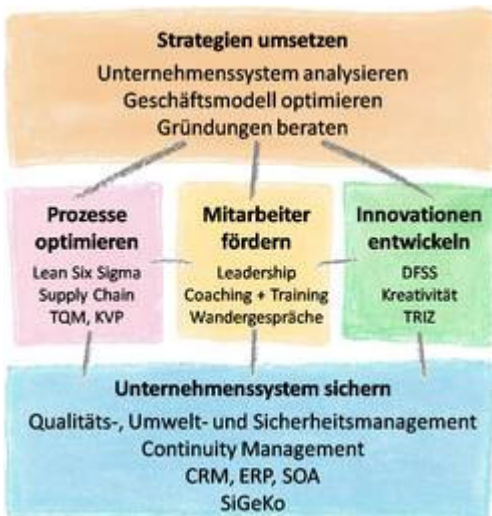 Strategien umsetzen
Unternehmenssystem analysieren
Geschäftsmodell optimieren
Gründungen beraten
Prozesse
optimieren
Lean Six Sigma
Supply Chain
TQM, KVP
Mitarbeiter
fördern
Leadership
Coaching + Training
Wandergespräche
Innovationen
entwickeln
DFSS
Kreativität
TRIZ
Unternehmenssystem sichern
Qualitäts-, Umwelt- und Sicherheitsmanagement
Continuity Management
CRM, ERP, SOA
SiGeKo